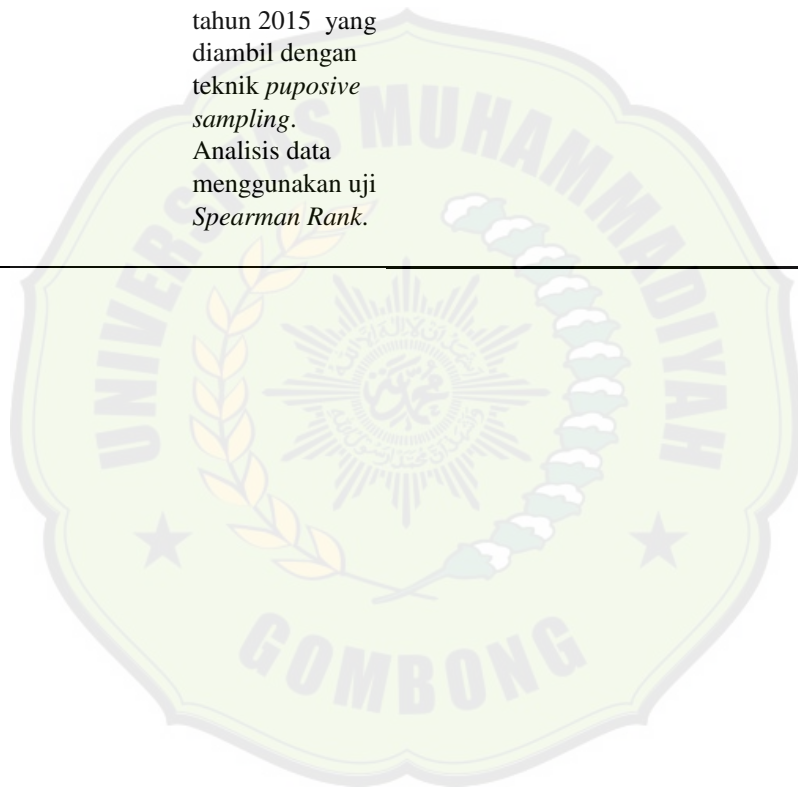 tahun 2015 yang
diambil dengan
teknik puposive
sampling.
Analisis data
menggunakan uji
Spearman Rank.
UNIVERSITAS MUHAMMADIYAH
GOMBONG